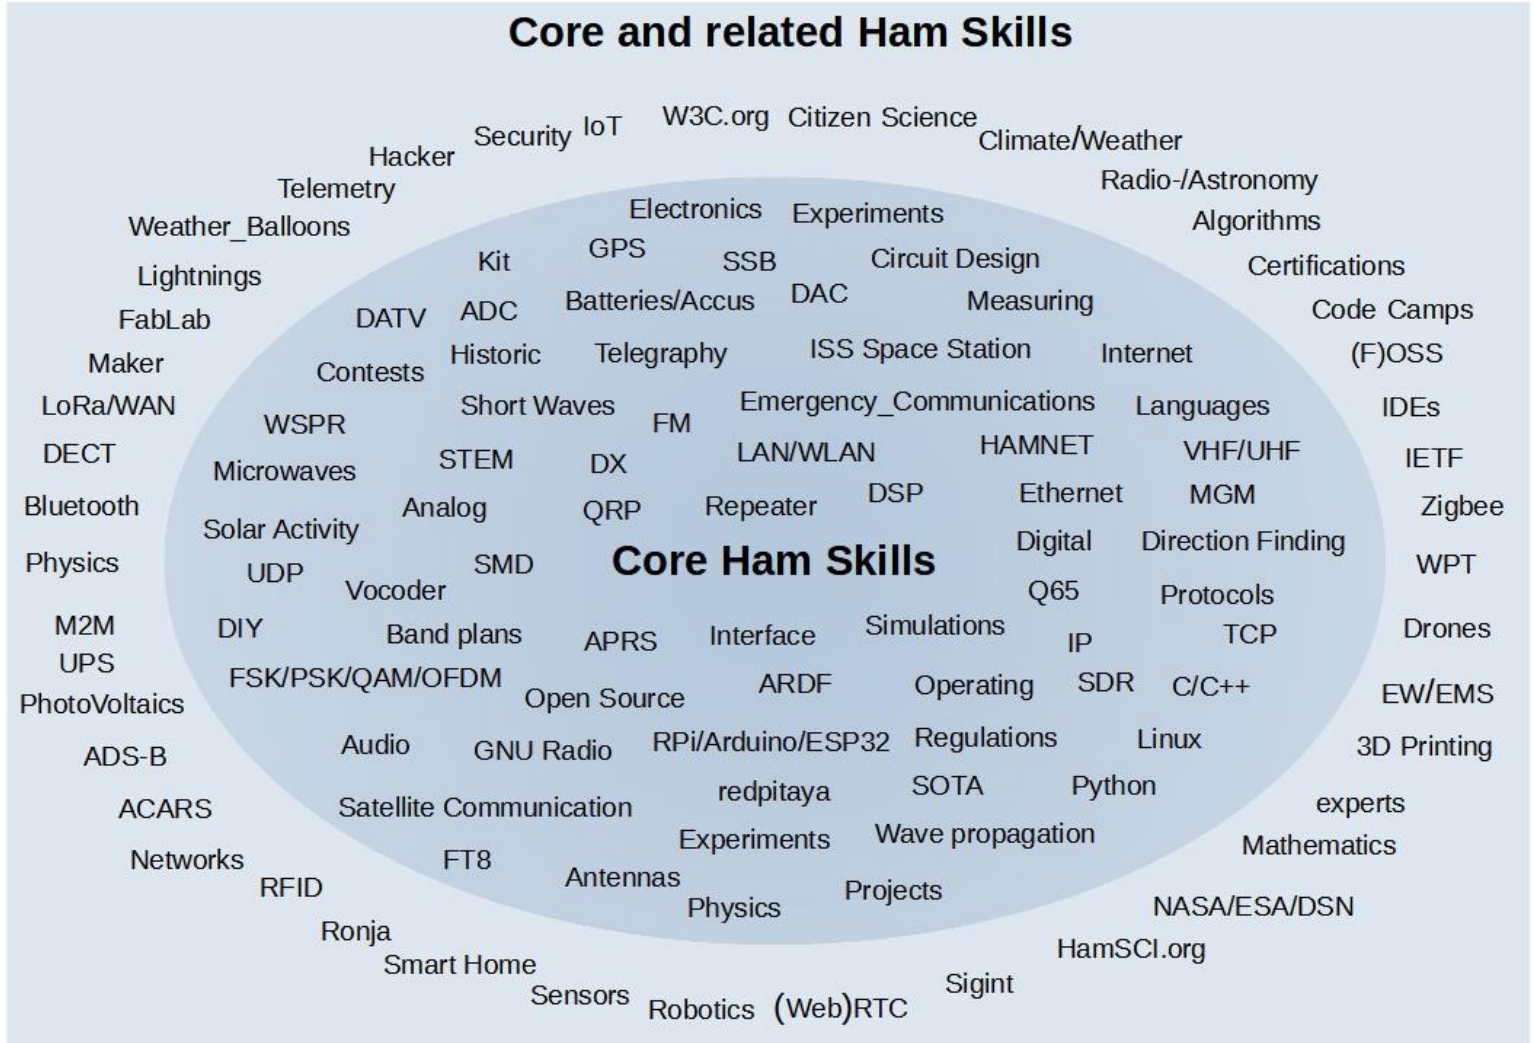 Core and related Ham Skills
W3C.org Citizen Science
Security IoT
Climate/Weather
Hacker
Telemetry
Radio-/Astronomy
Weather_Balloons
Algorithms
Electronics Experiments
Kit GPS SSB Circuit Design
Lightnings
Certifications
DATV ADC Batteries/Accus DAC Measuring
FabLab
Code Camps
Maker
Contests Historic Telegraphy ISS Space Station Internet
(F)OSS
LoRa/WAN
WSPR Short Waves FM Emergency_Communications Languages
IDEs
DECT
Microwaves STEM DX LAN/WLAN HAMNET VHF/UHF
IETF
Bluetooth
Analog QRP Repeater DSP Ethernet MGM
Zigbee
Solar Activity
Digital Direction Finding
Physics
UDP SMD Core Ham Skills
WPT
Vocoder
Q65 Protocols
M2M
DIY Band plans APRS Interface Simulations IP TCP
Drones
UPS
PhotoVoltaics
FSK/PSK/QAM/OFDM Open Source ARDF Operating SDR C/C++
EW/EMS
ADS-B
Audio GNU Radio RPi/Arduino/ESP32 Regulations Linux
3D Printing
ACARS
Satellite Communication redpitaya SOTA Python
experts
Networks
FT8 Experiments Wave propagation
Mathematics
RFID
Antennas Physics Projects
NASA/ESA/DSN
Ronja
HamSCI.org
Smart Home
Sensors Robotics (Web)RTC Sigint